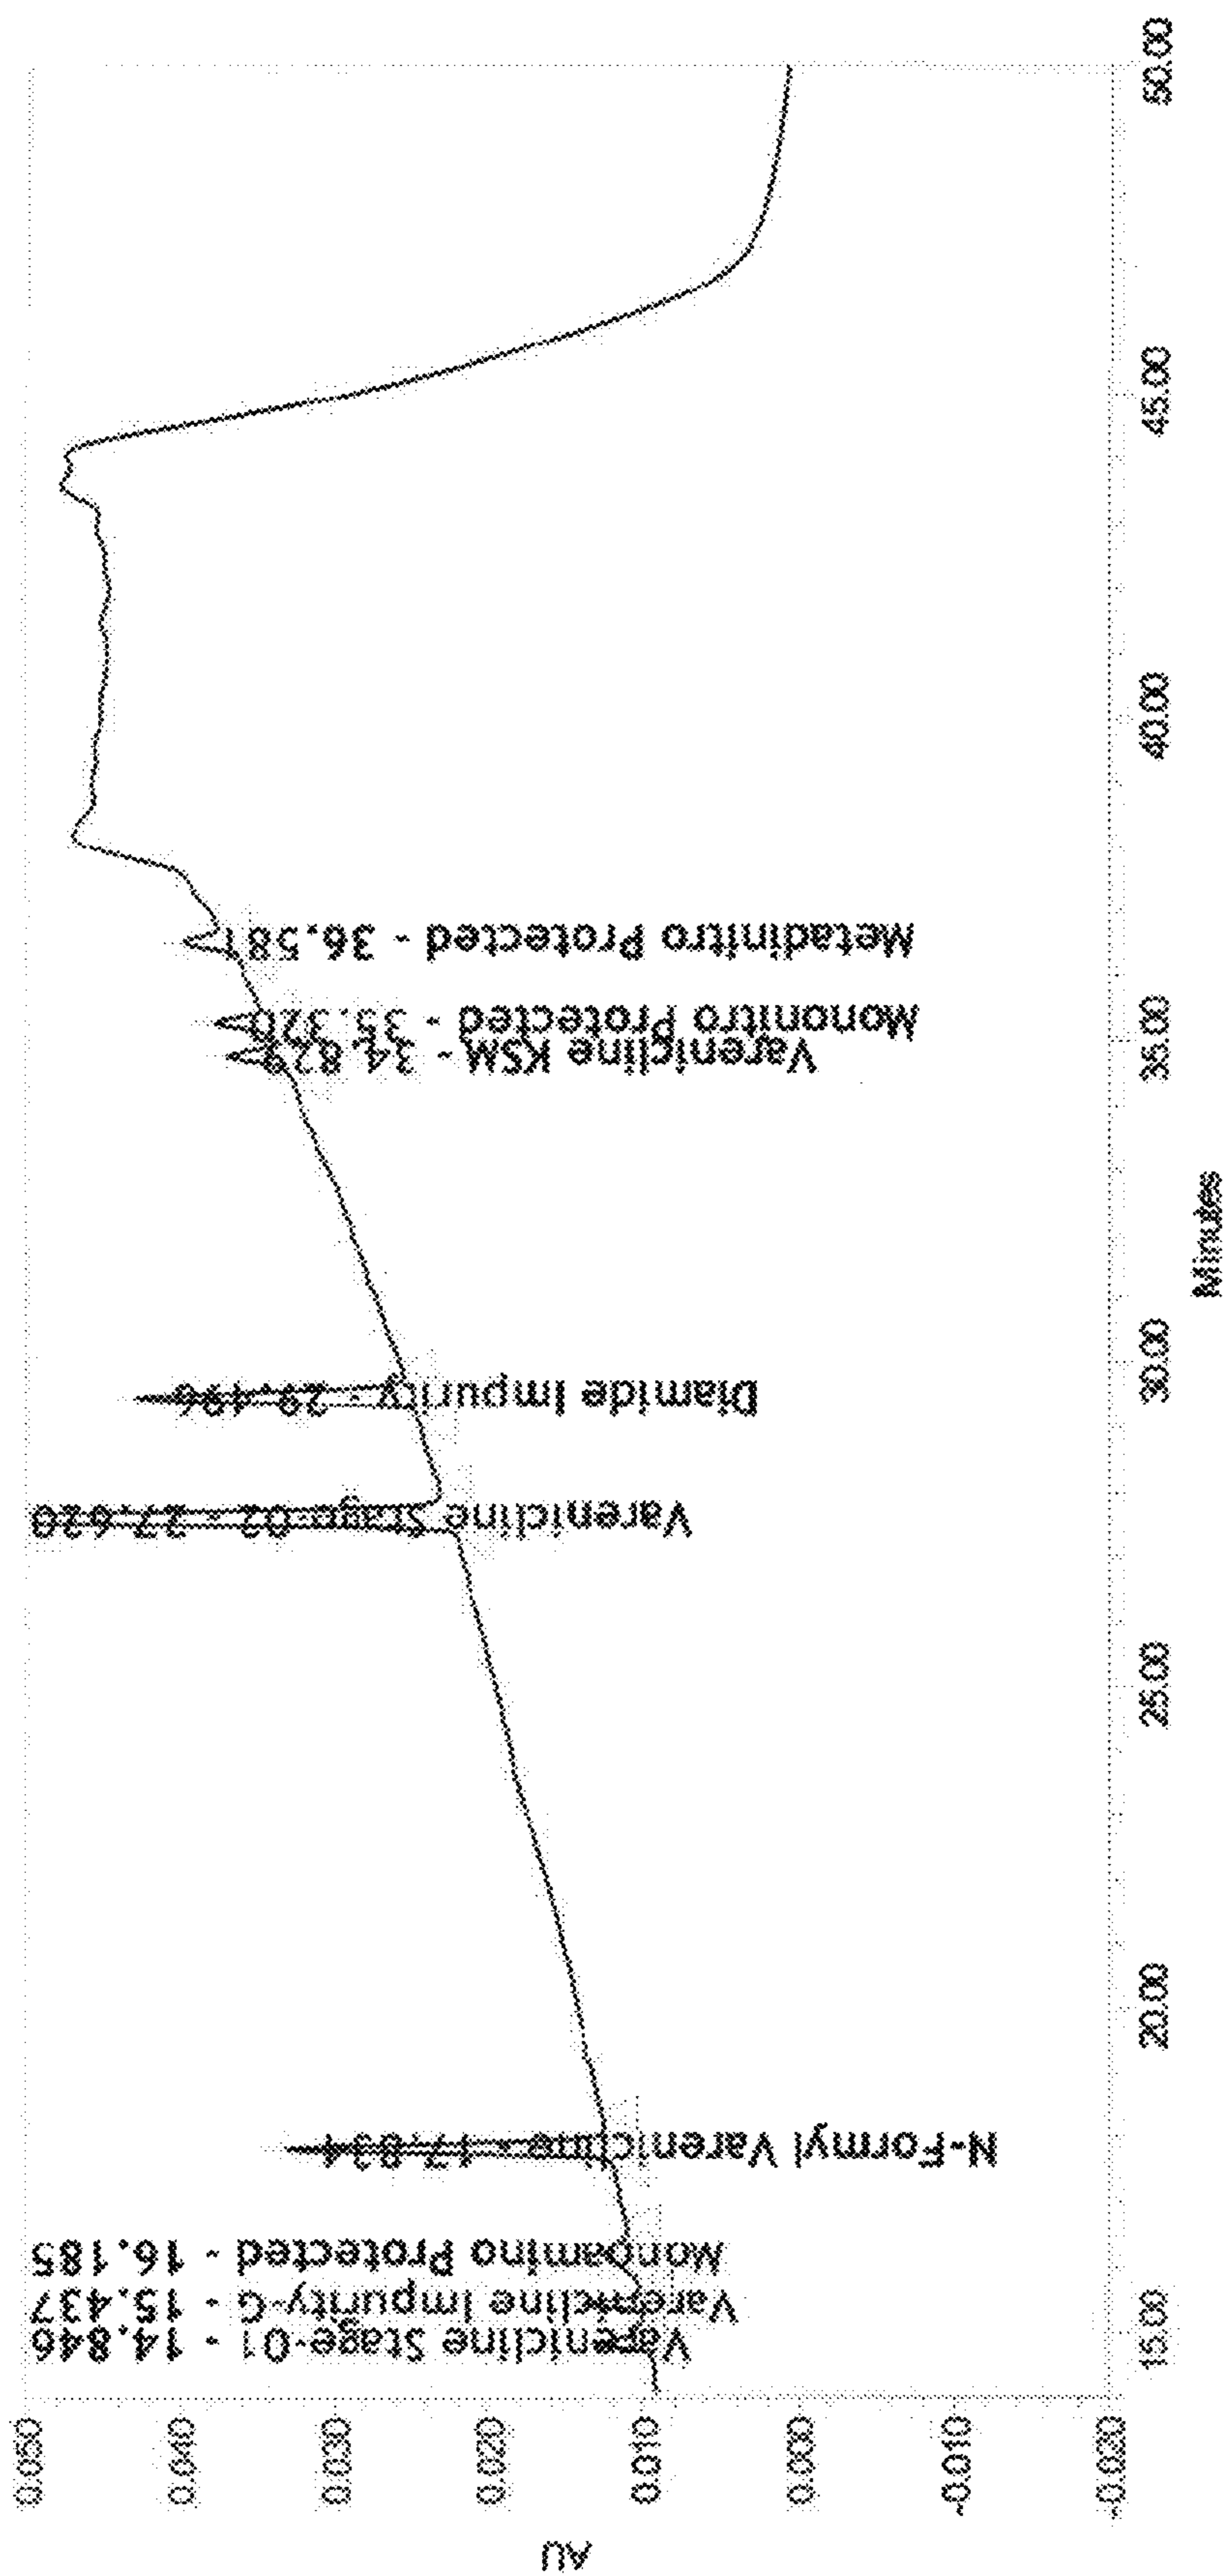 AU
0.050
0.040
0.030
0.020
0.010
0.000
-0.010
-0.020
Varenicline Stage-01 - 14.846
Varenicline Impurity-G - 15.437
Monoamino Protected - 16.185
N-Formyl Varenicline - 17.834
Varenicline Stage-02 - 27.620
Diamide Impurity - 29.496
Varenicline KSM - 34.829
Mononitro Protected - 35.320
Metadinitro Protected - 36.581
15.00
20.00
25.00
30.00
35.00
40.00
45.00
50.00
Minutes